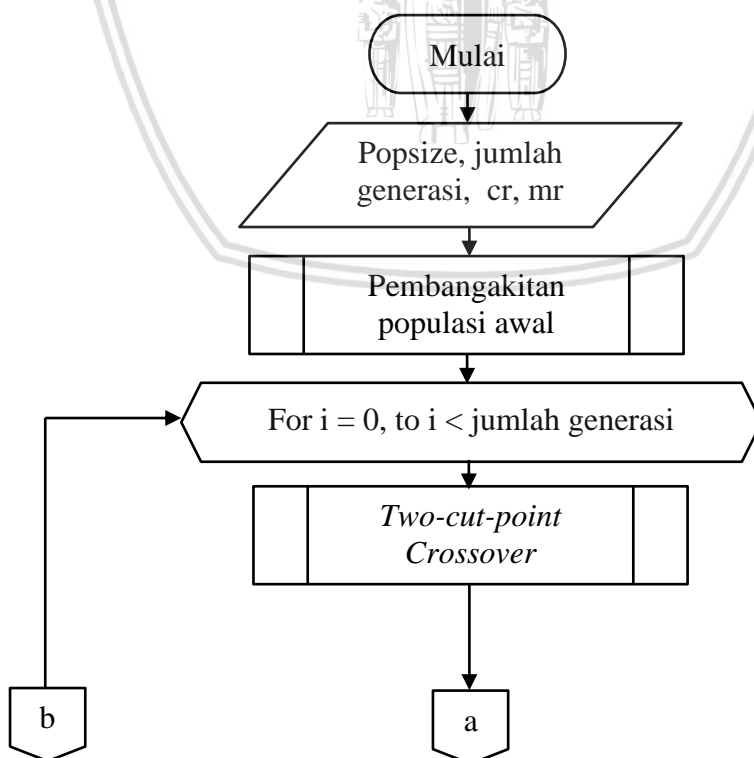 Mulai
Popsize, jumlah
generasi, cr, mr
Pembangakitan
populasi awal
For i = 0, to i < jumlah generasi
Two-cut-point
Crossover
b
a